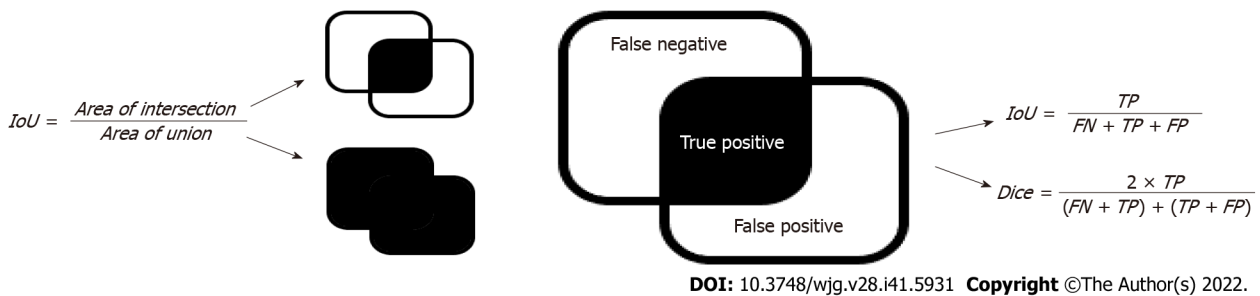 IoU = Area of intersection / Area of union
False negative
True positive
False positive
IoU = TP / FN + TP + FP
Dice = 2 × TP / (FN + TP) + (TP + FP)
DOI: 10.3748/wjg.v28.i41.5931 Copyright ©The Author(s) 2022.